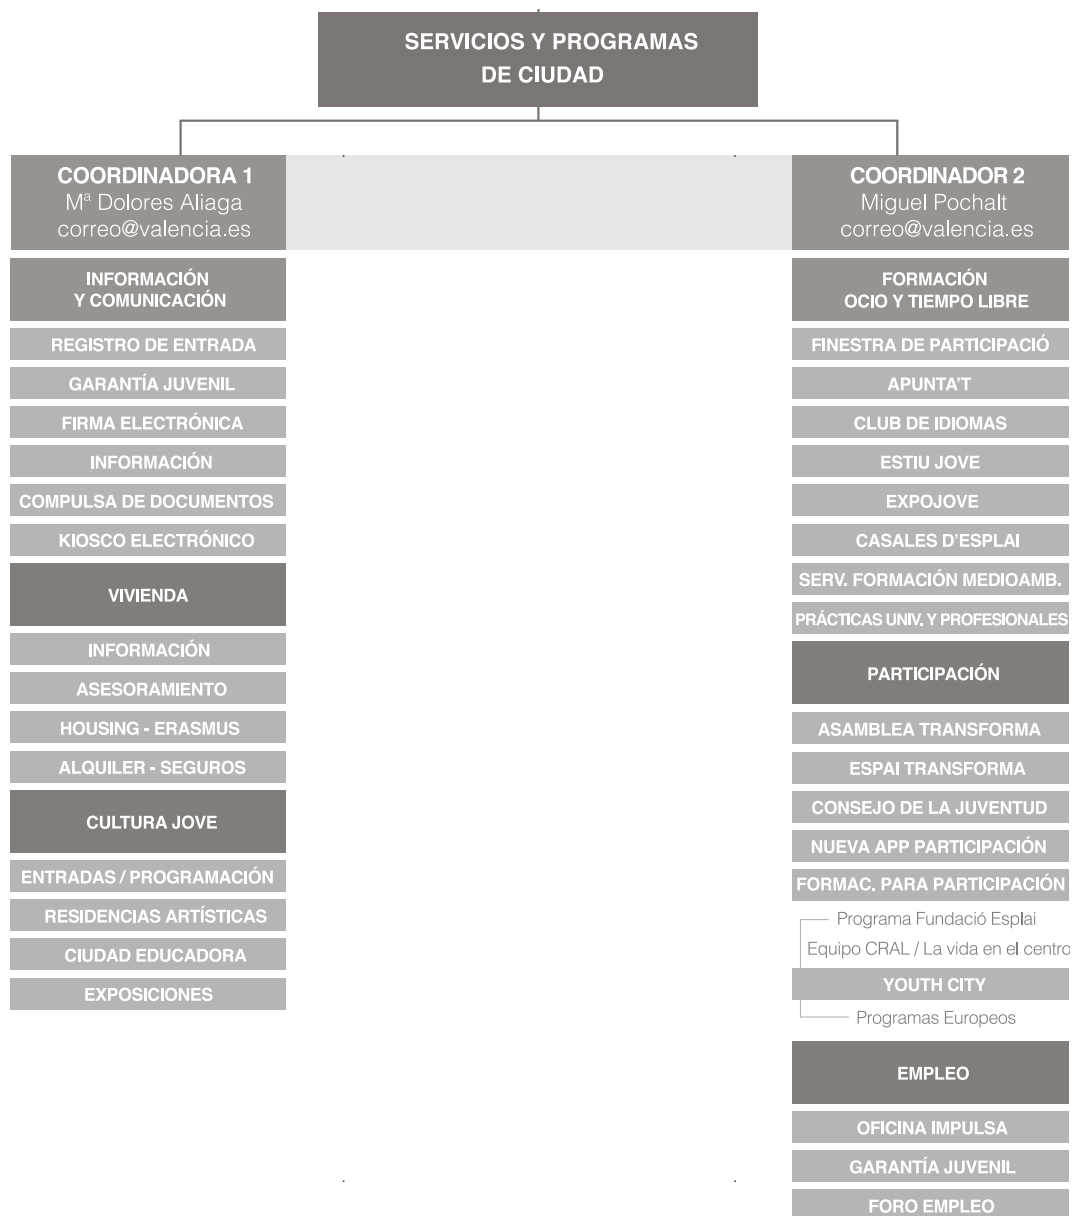 SERVICIOS Y PROGRAMAS
DE CIUDAD
COORDINADORA 1
Mª Dolores Aliaga
correo@valencia.es
INFORMACIÓN
Y COMUNICACIÓN
REGISTRO DE ENTRADA
GARANTÍA JUVENIL
FIRMA ELECTRÓNICA
INFORMACIÓN
COMPULSA DE DOCUMENTOS
KIOSCO ELECTRÓNICO
VIVIENDA
INFORMACIÓN
ASESORAMIENTO
HOUSING - ERASMUS
ALQUILER - SEGUROS
CULTURA JOVE
ENTRADAS / PROGRAMACIÓN
RESIDENCIAS ARTÍSTICAS
CIUDAD EDUCADORA
EXPOSICIONES
COORDINADOR 2
Miguel Pochalt
correo@valencia.es
FORMACIÓN
OCIO Y TIEMPO LIBRE
FINESTRA DE PARTICIPACIÓ
APUNTA'T
CLUB DE IDIOMAS
ESTIU JOVE
EXPOJOVE
CASALES D'ESPLAI
SERV. FORMACIÓN MEDIOAMB.
PRÁCTICAS UNIV. Y PROFESIONALES
PARTICIPACIÓN
ASAMBLEA TRANSFORMA
ESPAI TRANSFORMA
CONSEJO DE LA JUVENTUD
NUEVA APP PARTICIPACIÓN
FORMAC. PARA PARTICIPACIÓN
Programa Fundació Esplai
Equipo CRAL / La vida en el centro
YOUTH CITY
Programas Europeos
EMPLEO
OFICINA IMPULSA
GARANTÍA JUVENIL
FORO EMPLEO